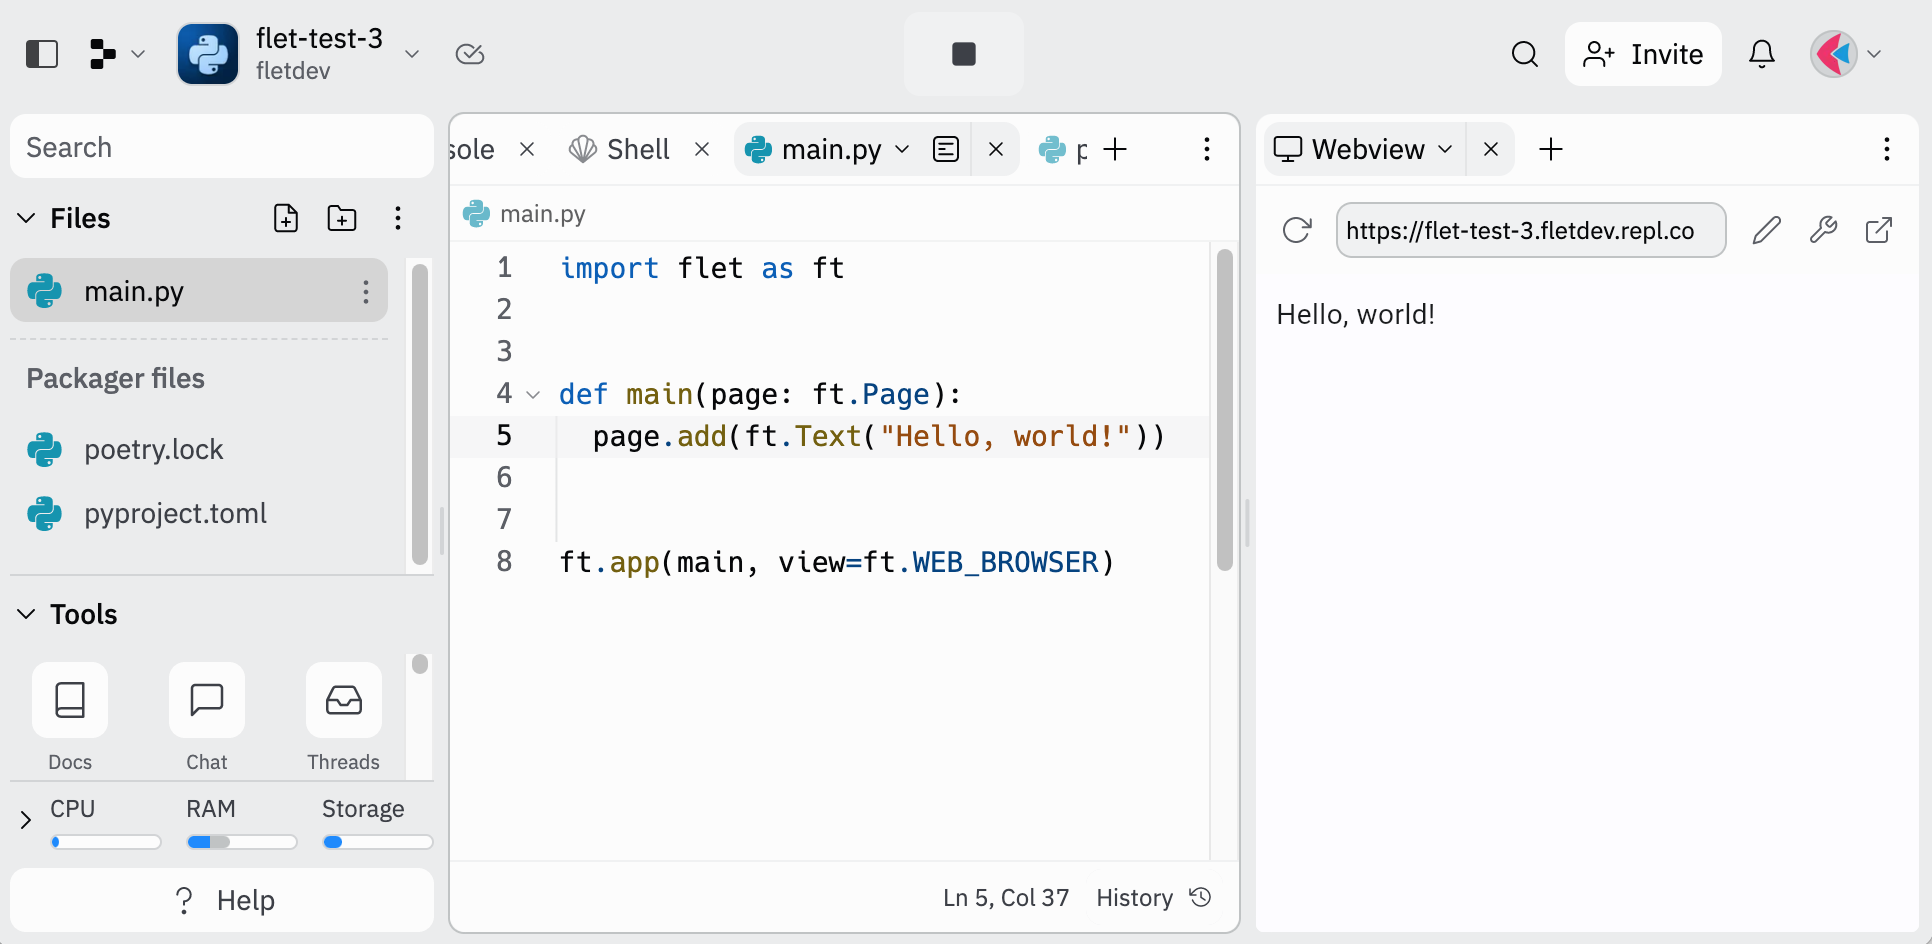 flet-test-3
fletdev
Invite
Search
Files
main.py
Packager files
poetry.lock
pyproject.toml
Tools
Docs
Chat
Threads
CPU
RAM
Storage
? Help
sole
Shell
main.py
p
main.py
1 import flet as ft
2
3
4 def main(page: ft.Page):
5 page.add(ft.Text("Hello, world!"))
6
7
8 ft.app(main, view=ft.WEB_BROWSER)
Ln 5, Col 37
History
Webview
https://flet-test-3.fletdev.repl.co
Hello, world!